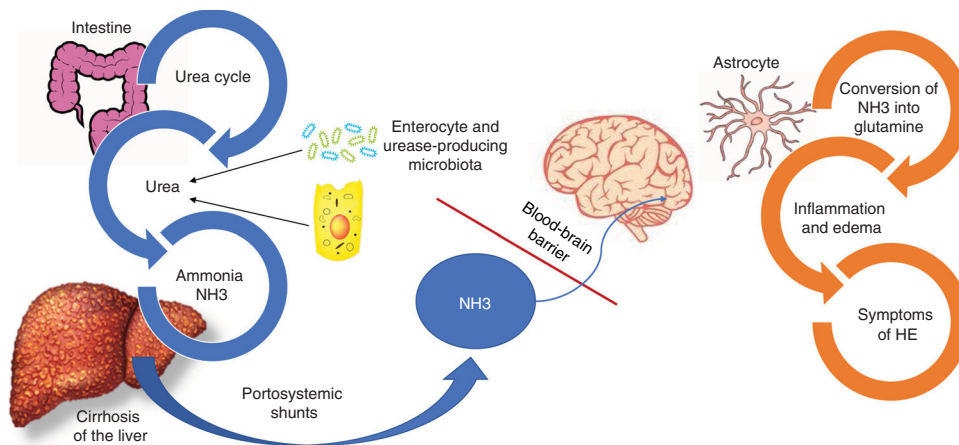 Intestine
Urea cycle
Urea
Ammonia
NH3
Enterocyte and
urease-producing
microbiota
Cirrhosis
of the liver
Portosystemic
shunts
NH3
Blood-brain
barrier
Astrocyte
Conversion of
NH3 into
glutamine
Inflammation
and edema
Symptoms
of HE